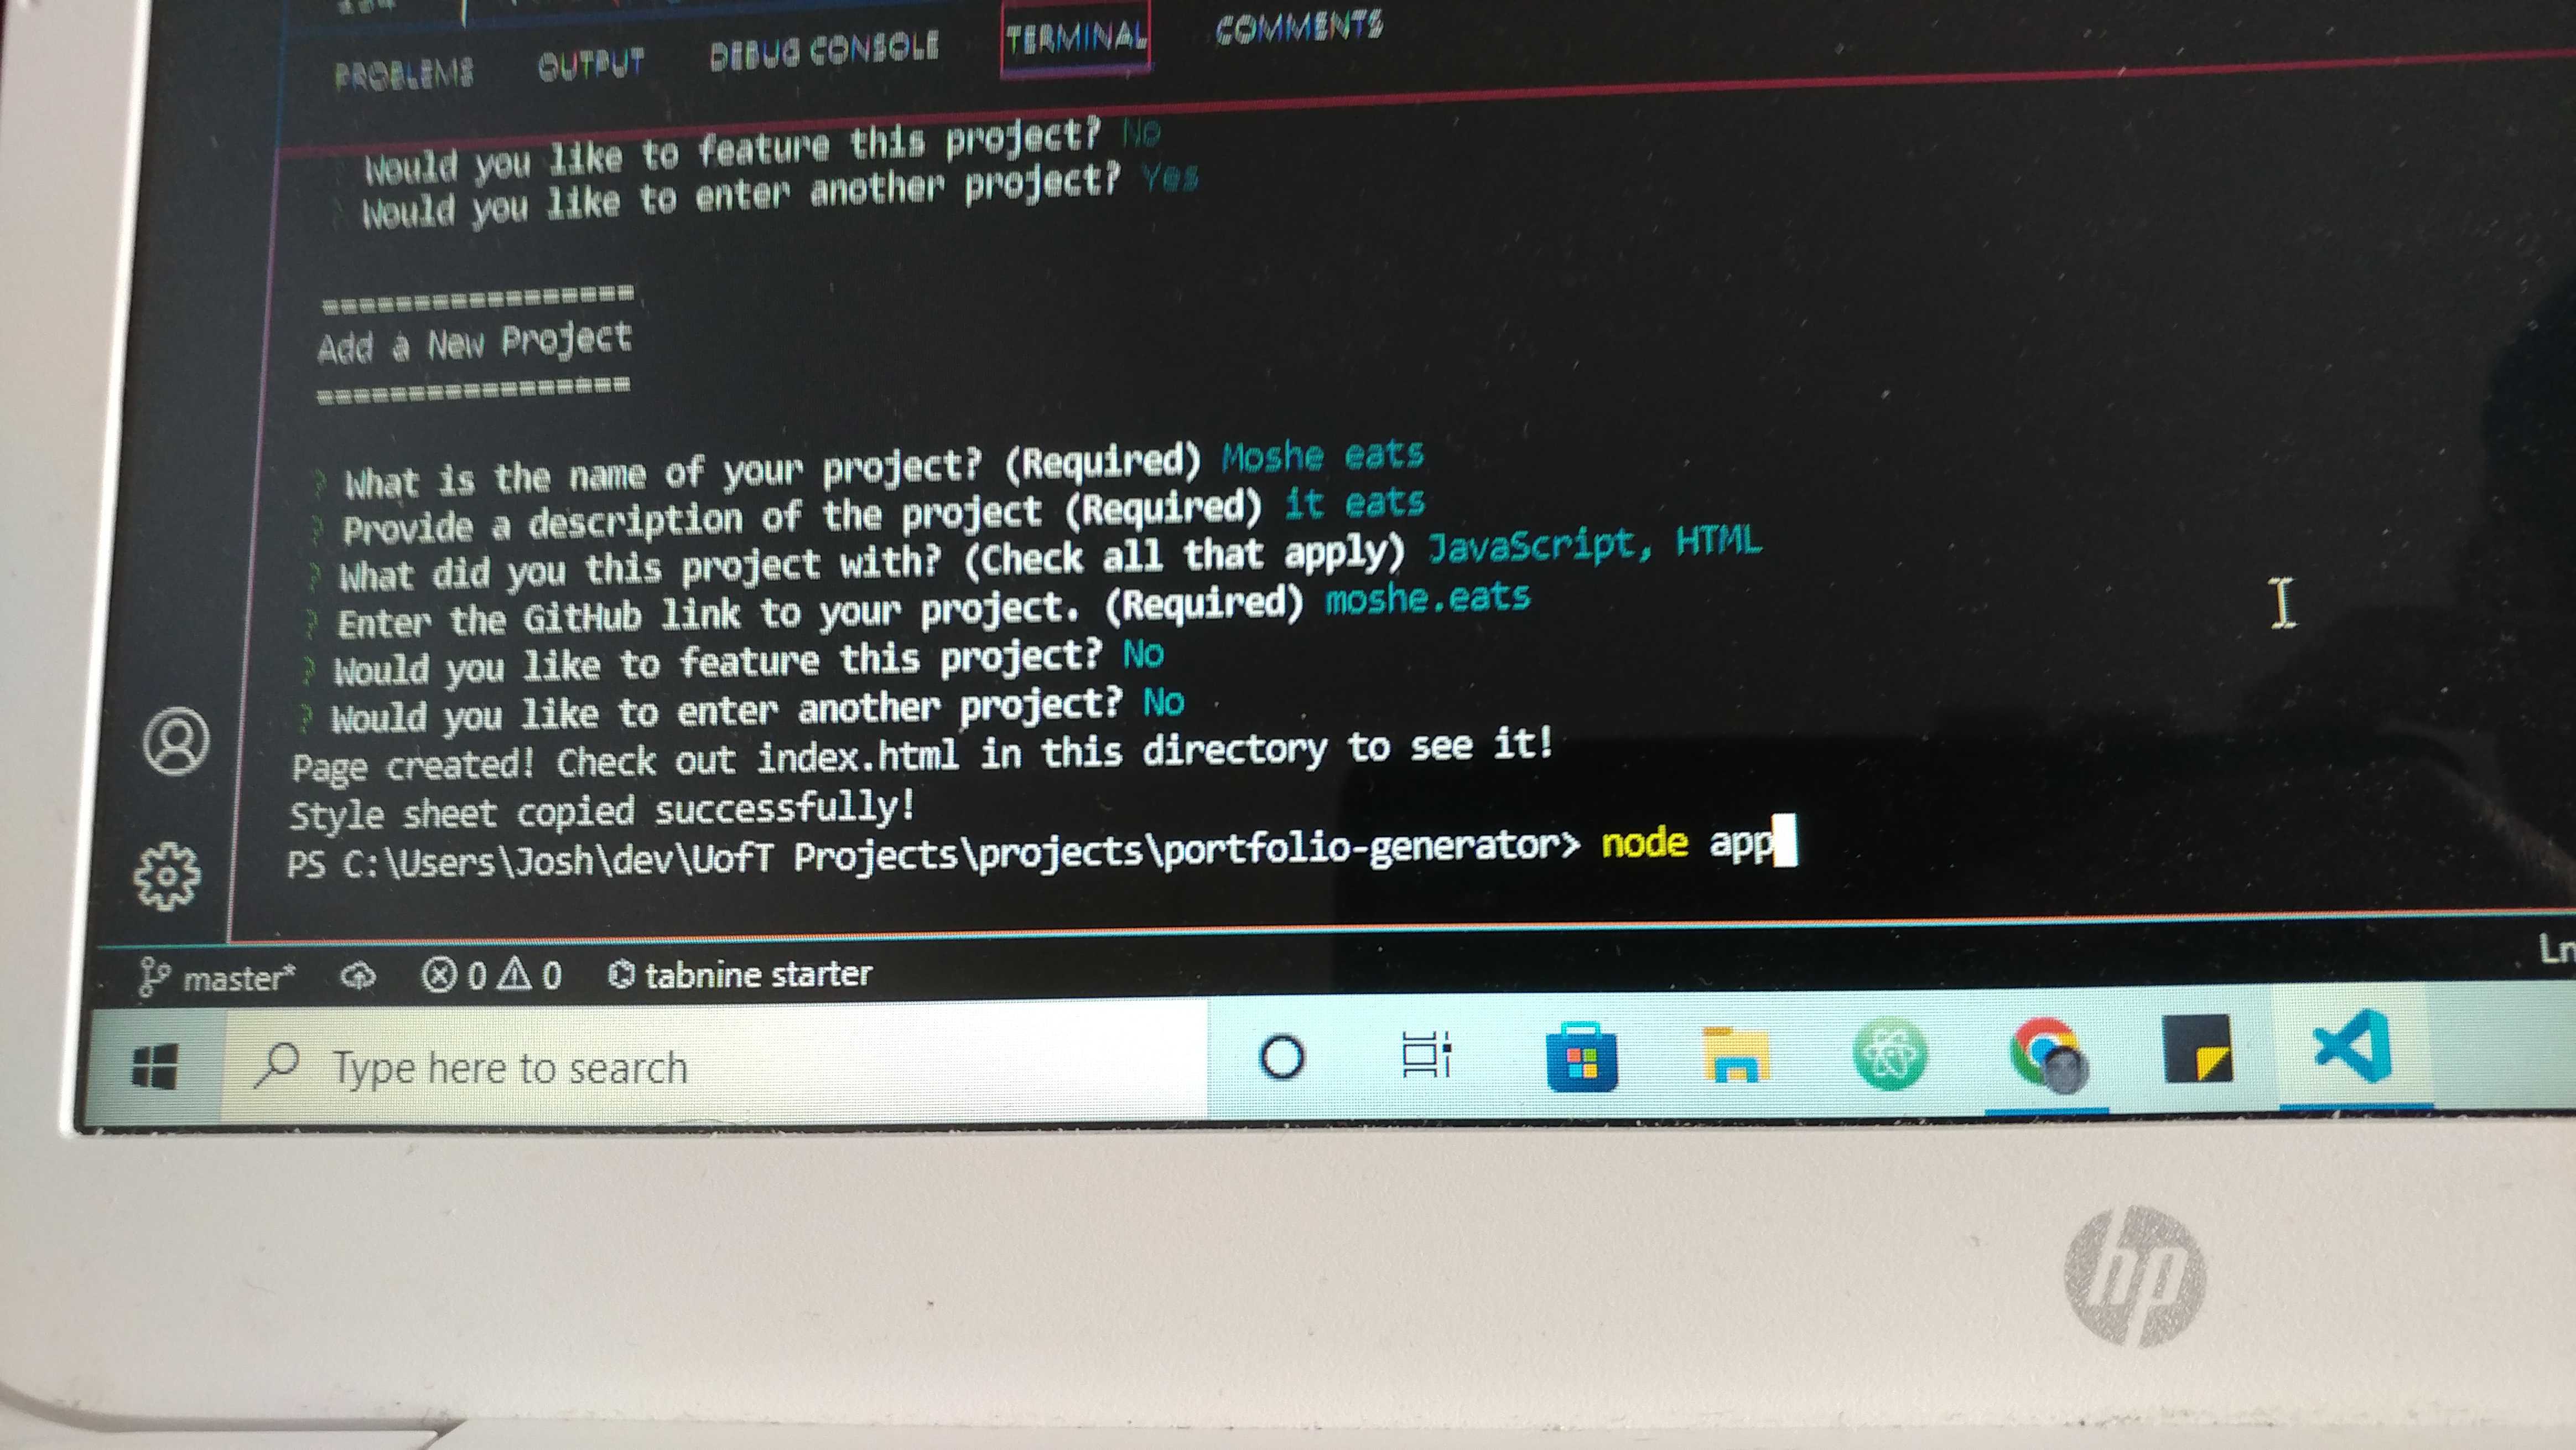 PROBLEMS OUTPUT DEBUG CONSOLE TERMINAL COMMENTS
Would you like to feature this project? No
Would you like to enter another project? Yes
=================
Add a New Project
=================
? What is the name of your project? (Required) Moshe eats
? Provide a description of the project (Required) it eats
? What did you this project with? (Check all that apply) JavaScript, HTML
? Enter the GitHub link to your project. (Required) moshe.eats
? Would you like to feature this project? No
? Would you like to enter another project? No
Page created! Check out index.html in this directory to see it!
Style sheet copied successfully!
PS C:\Users\Josh\dev\UofT Projects\projects\portfolio-generator> node app
Ln
master* 0 0 tabnine starter
Type here to search
hp